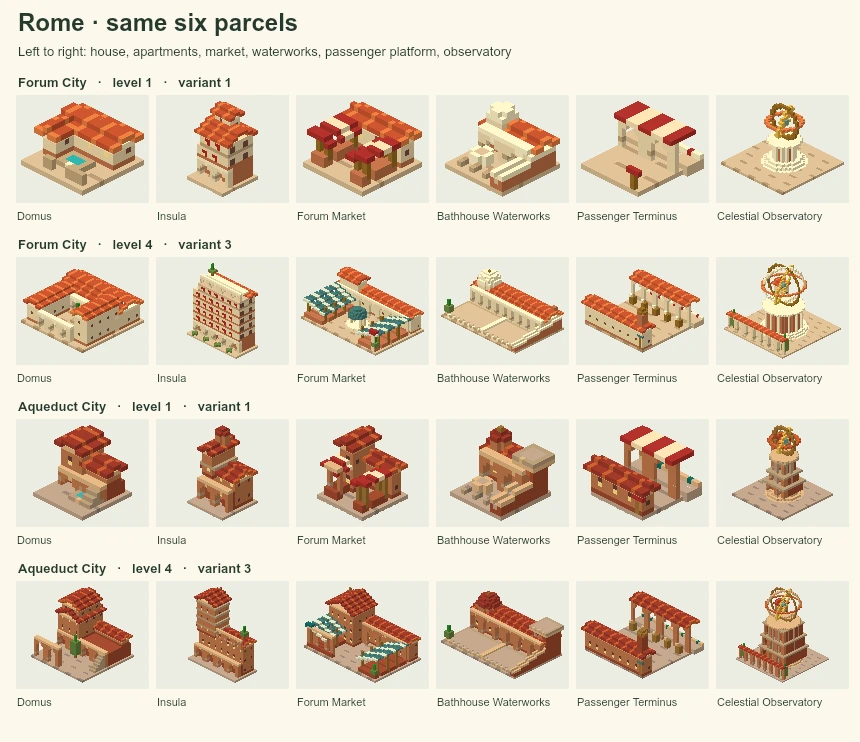 Rome · same six parcels
Left to right: house, apartments, market, waterworks, passenger platform, observatory
Forum City · level 1 · variant 1
Domus Insula Forum Market Bathhouse Waterworks Passenger Terminus Celestial Observatory
Forum City · level 4 · variant 3
Domus Insula Forum Market Bathhouse Waterworks Passenger Terminus Celestial Observatory
Aqueduct City · level 1 · variant 1
Domus Insula Forum Market Bathhouse Waterworks Passenger Terminus Celestial Observatory
Aqueduct City · level 4 · variant 3
Domus Insula Forum Market Bathhouse Waterworks Passenger Terminus Celestial Observatory